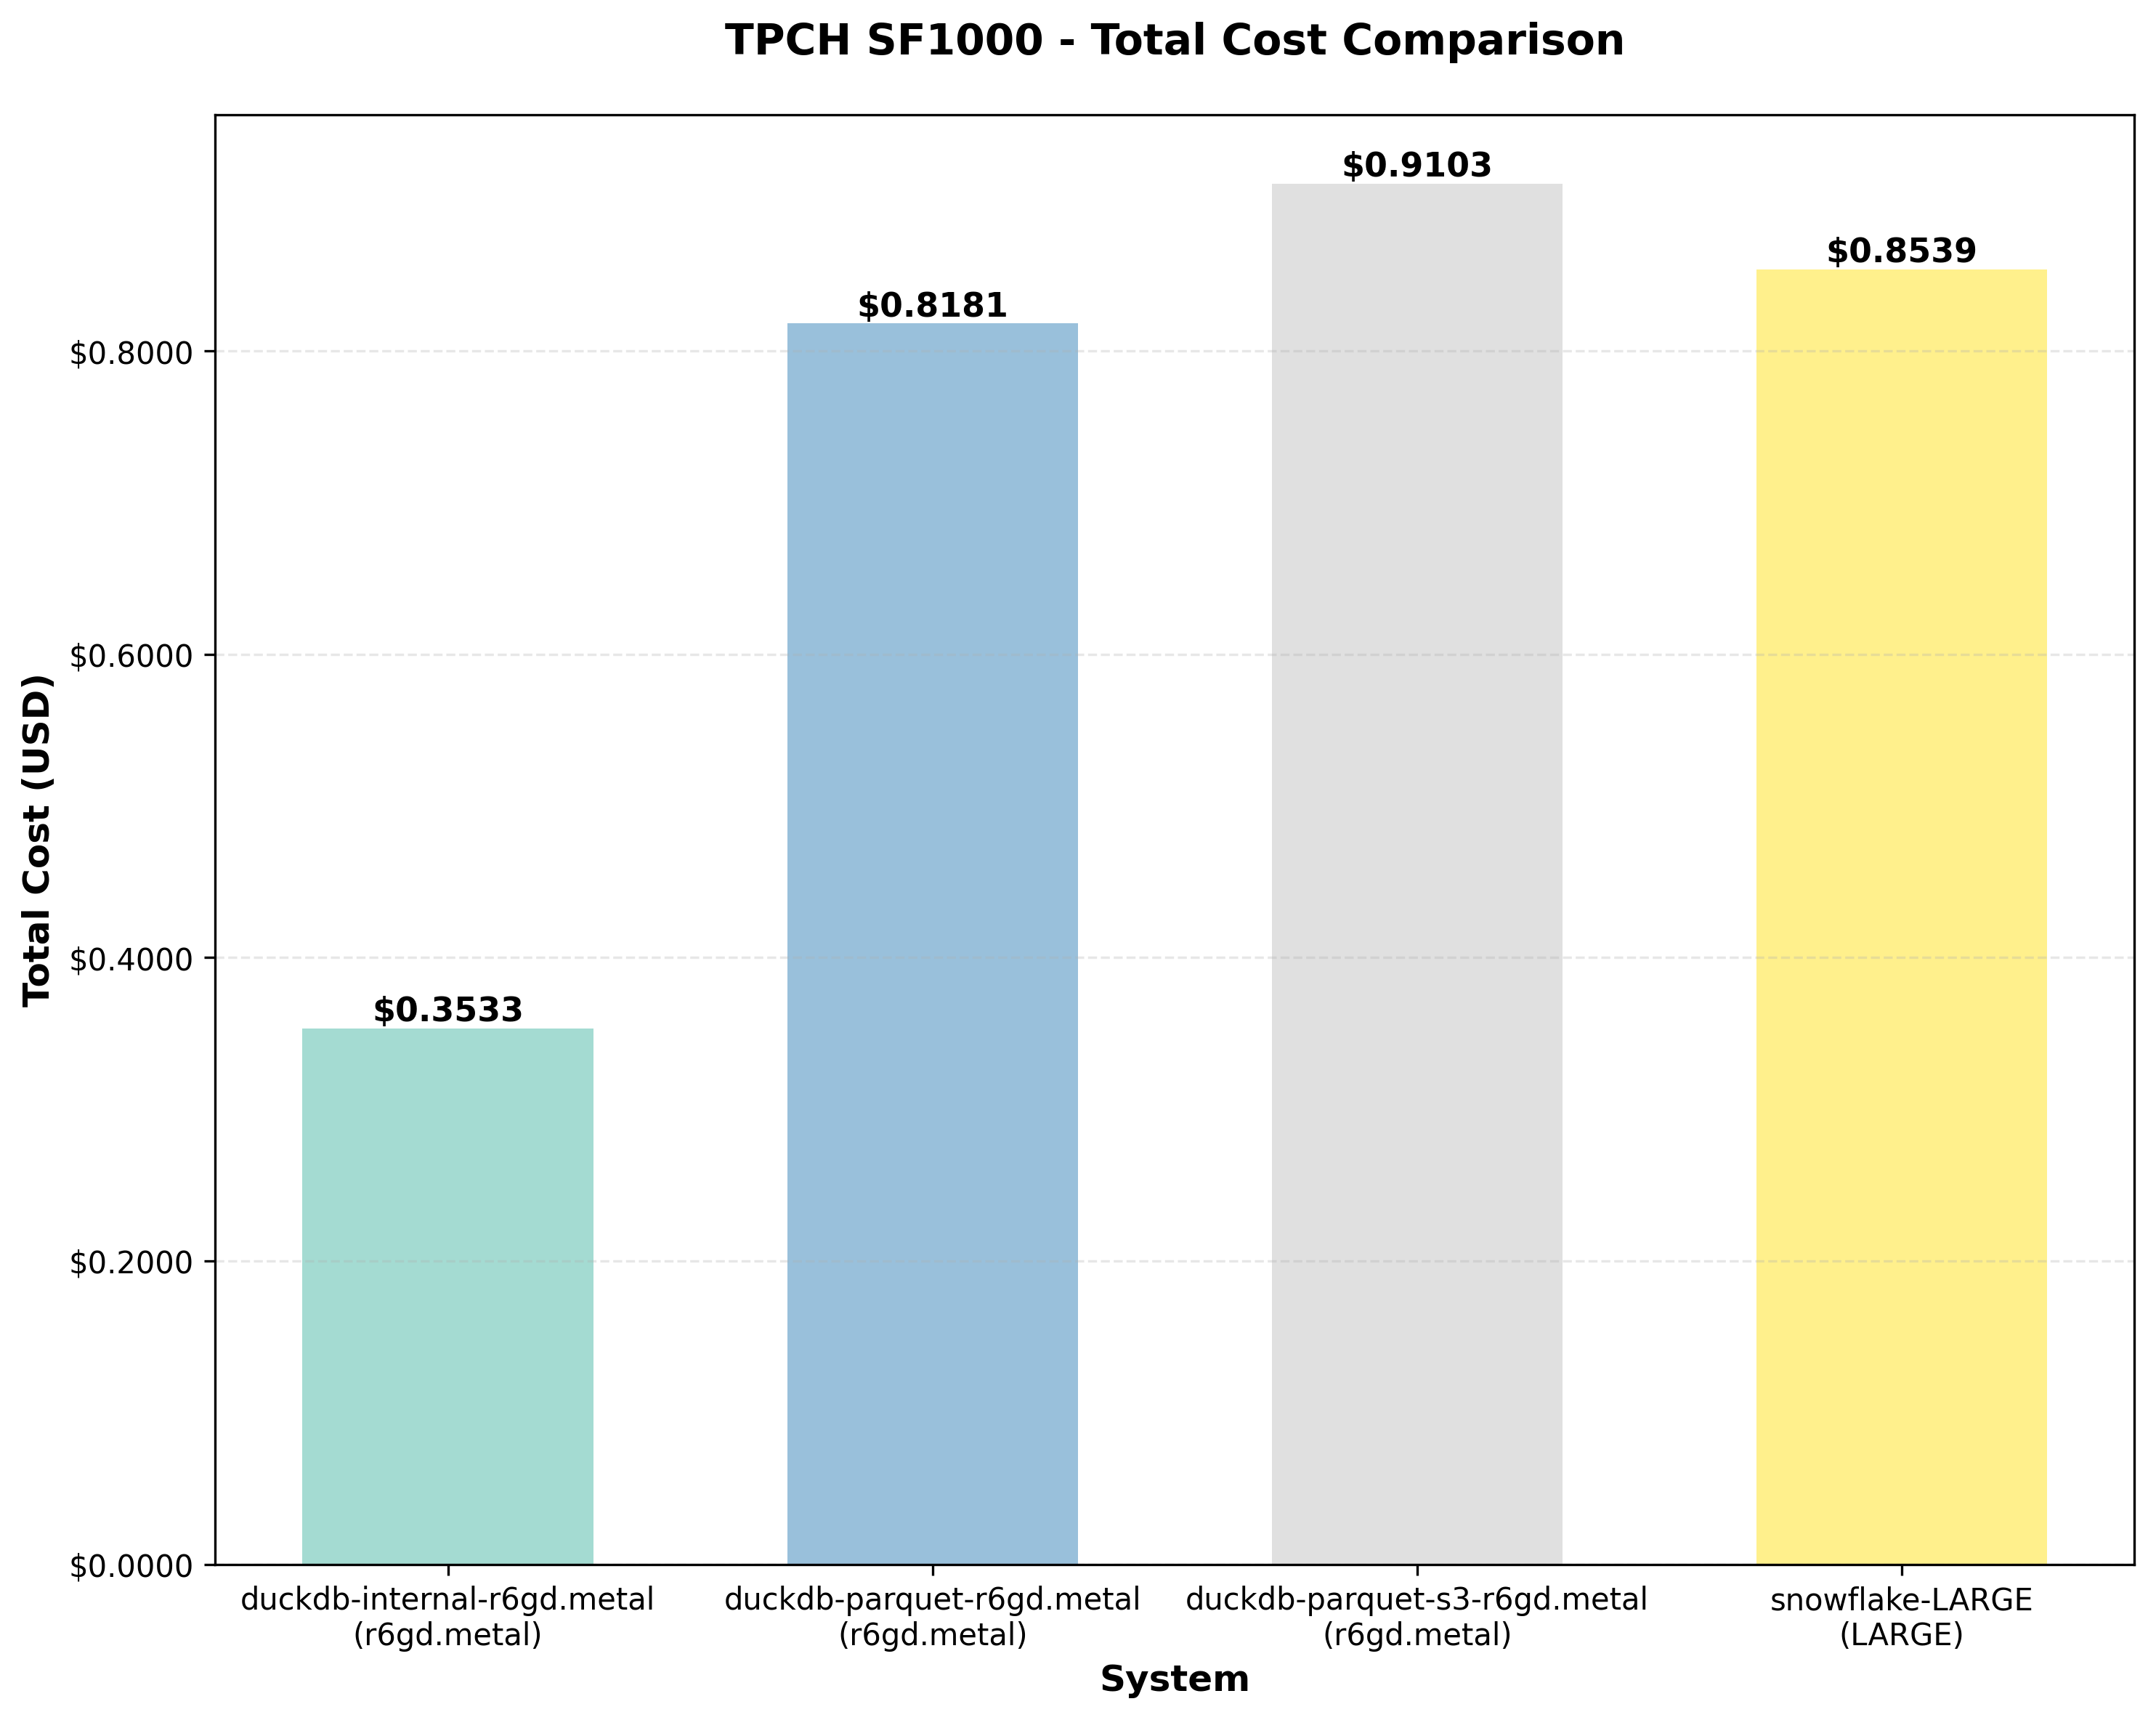 TPCH SF1000 - Total Cost Comparison
$0.9103
$0.8539
$0.8181
$0.3533
$0.8000
$0.6000
$0.4000
$0.2000
$0.0000
Total Cost (USD)
duckdb-internal-r6gd.metal
(r6gd.metal)
duckdb-parquet-r6gd.metal
(r6gd.metal)
duckdb-parquet-s3-r6gd.metal
(r6gd.metal)
snowflake-LARGE
(LARGE)
System